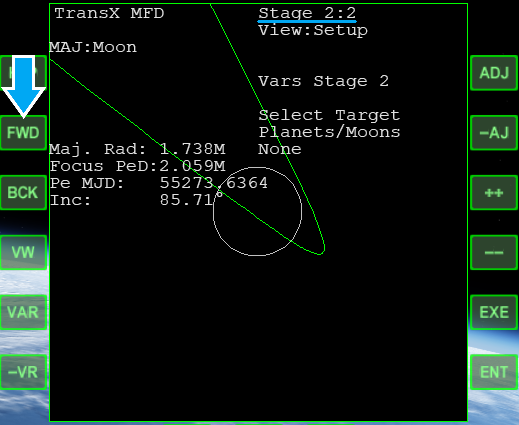 TransX MFD
Stage 2:2
View:Setup
MAJ:Moon
Vars Stage 2
Select Target
Planets/Moons
None
Maj. Rad: 1.738M
Focus PeD:2.059M
Pe MJD: 55273.6364
Inc: 85.71°
FWD
BCK
VW
VAR
-VR
ADJ
-AJ
++
--
EXE
ENT